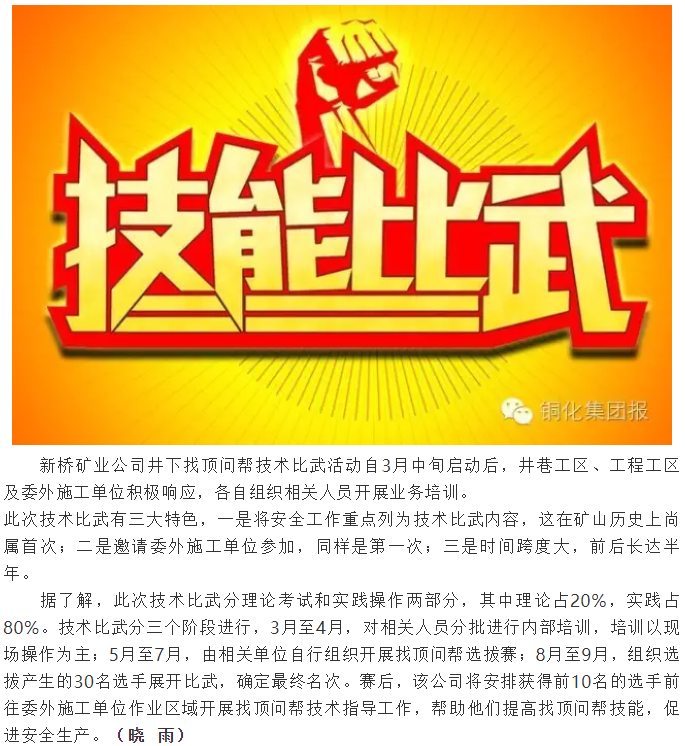 技能比武
铜化集团报
新桥矿业公司井下找顶问帮技术比武活动自3月中旬启动后，井巷工区、工程工区
及委外施工单位积极响应，各自组织相关人员开展业务培训。
此次技术比武有三大特色，一是将安全工作重点列为技术比武内容，这在矿山历史上尚
属首次；二是邀请委外施工单位参加，同样是第一次；三是时间跨度大，前后长达半
年。
据了解，此次技术比武分理论考试和实践操作两部分，其中理论占20%，实践占
80%。技术比武分三个阶段进行，3月至4月，对相关人员分批进行内部培训，培训以现
场操作为主；5月至7月，由相关单位自行组织开展找顶问帮选拔赛；8月至9月，组织选
拔产生的30名选手展开比武，确定最终名次。赛后，该公司将安排获得前10名的选手前
往委外施工单位作业区域开展找顶问帮技术指导工作，帮助他们提高找顶问帮技能，促
进安全生产。（晓 雨）